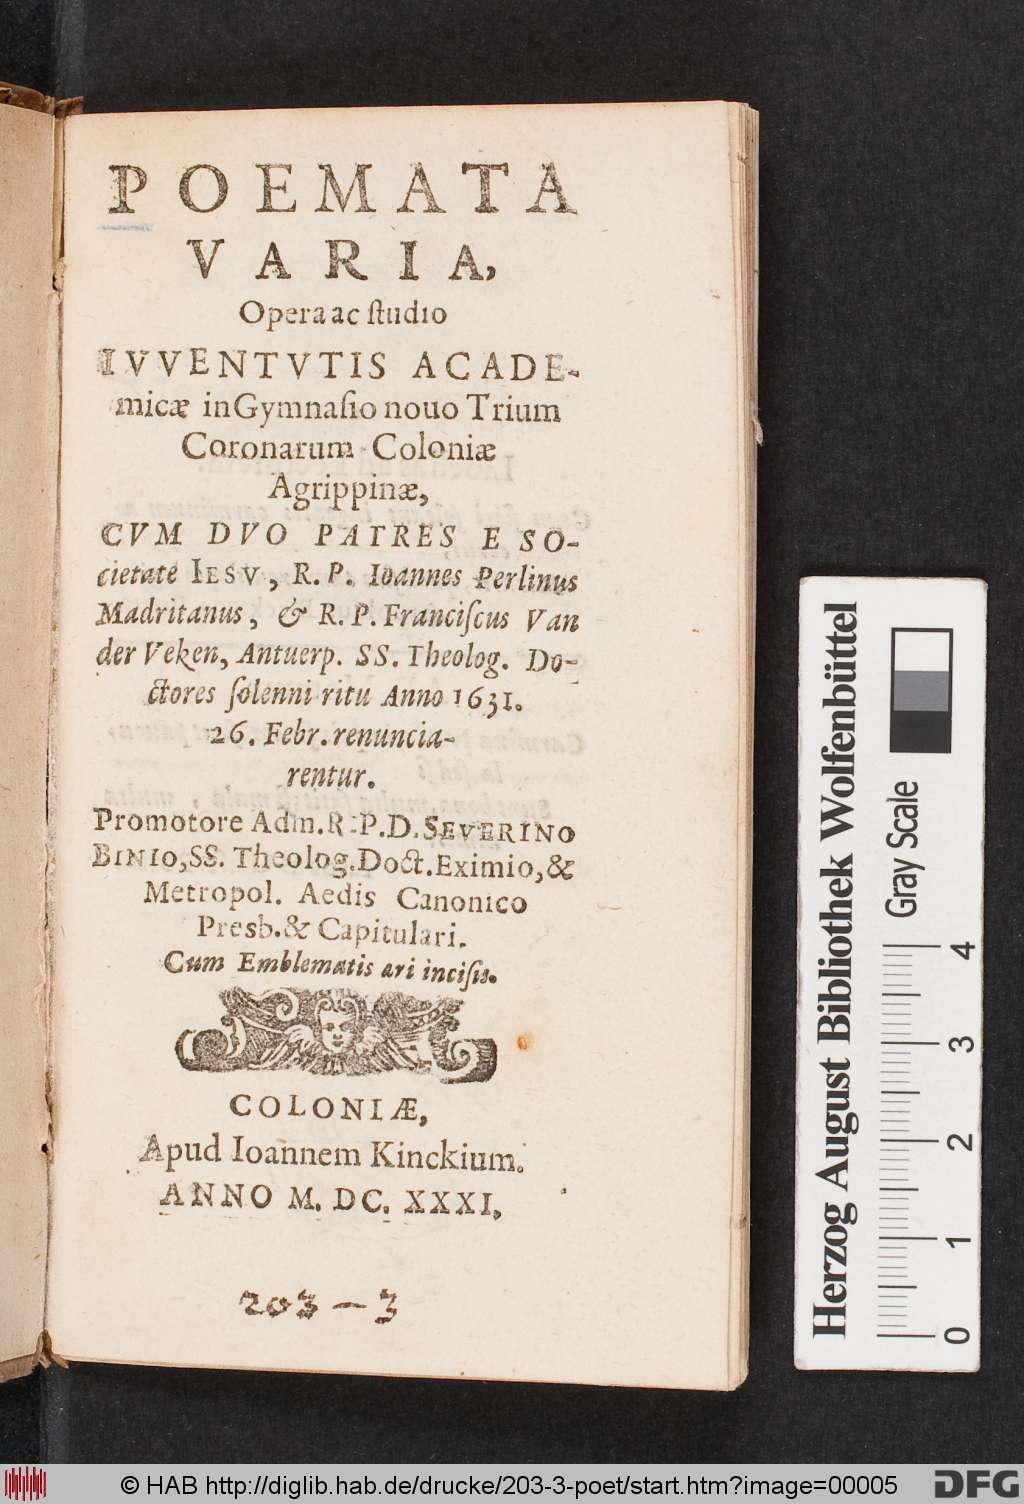 POEMATA
VARIA,
Opera ac ſtudio
IVVENTVTIS ACADE-
micæ in Gymnaſio nouo Trium
Coronarum Coloniæ
Agrippinæ,
CVM DVO PATRES E SO-
cietate IESV, R. P. Ioannes Perlinus
Madritanus, & R. P. Franciſcus Van
der Veken, Antuerp. SS. Theolog. Do-
ctores ſolenni ritu Anno 1631.
26. Febr. renuncia-
rentur.
Promotore Adm. R. P. D. SEVERINO
BINIO, SS. Theolog. Doct. Eximio, &
Metropol. Aedis Canonico
Presb. & Capitulari.
Cum Emblematis æri inciſis.
COLONIÆ,
Apud Ioannem Kinckium.
ANNO M. DC. XXXI.
203-3
Herzog August Bibliothek Wolfenbüttel
Gray Scale
0 1 2 3 4
© HAB http://diglib.hab.de/drucke/203-3-poet/start.htm?image=00005
DFG